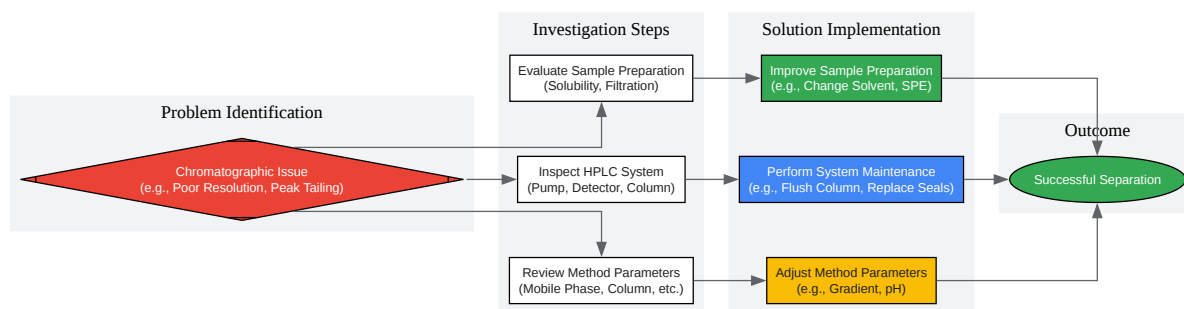 Problem Identification
Chromatographic Issue
(e.g., Poor Resolution, Peak Tailing)
Investigation Steps
Evaluate Sample Preparation
(Solubility, Filtration)
Inspect HPLC System
(Pump, Detector, Column)
Review Method Parameters
(Mobile Phase, Column, etc.)
Solution Implementation
Improve Sample Preparation
(e.g., Change Solvent, SPE)
Perform System Maintenance
(e.g., Flush Column, Replace Seals)
Adjust Method Parameters
(e.g., Gradient, pH)
Outcome
Successful Separation